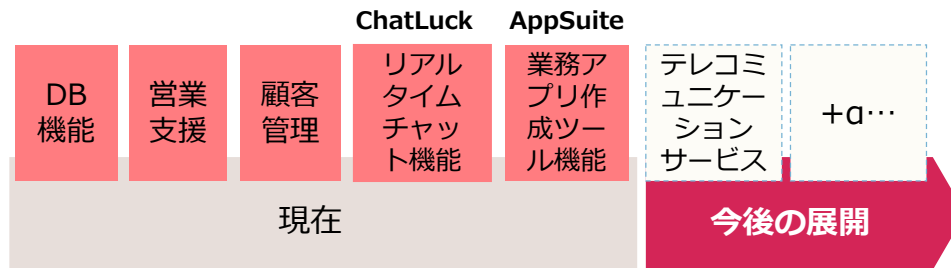 ChatLuck
AppSuite
DB
機能
営業
支援
顧客
管理
リアル
タイム
チャッ
ト機能
業務ア
プリ作
成ツー
ル機能
テレコミ
ュニケー
ション
サービス
+α…
現在
今後の展開